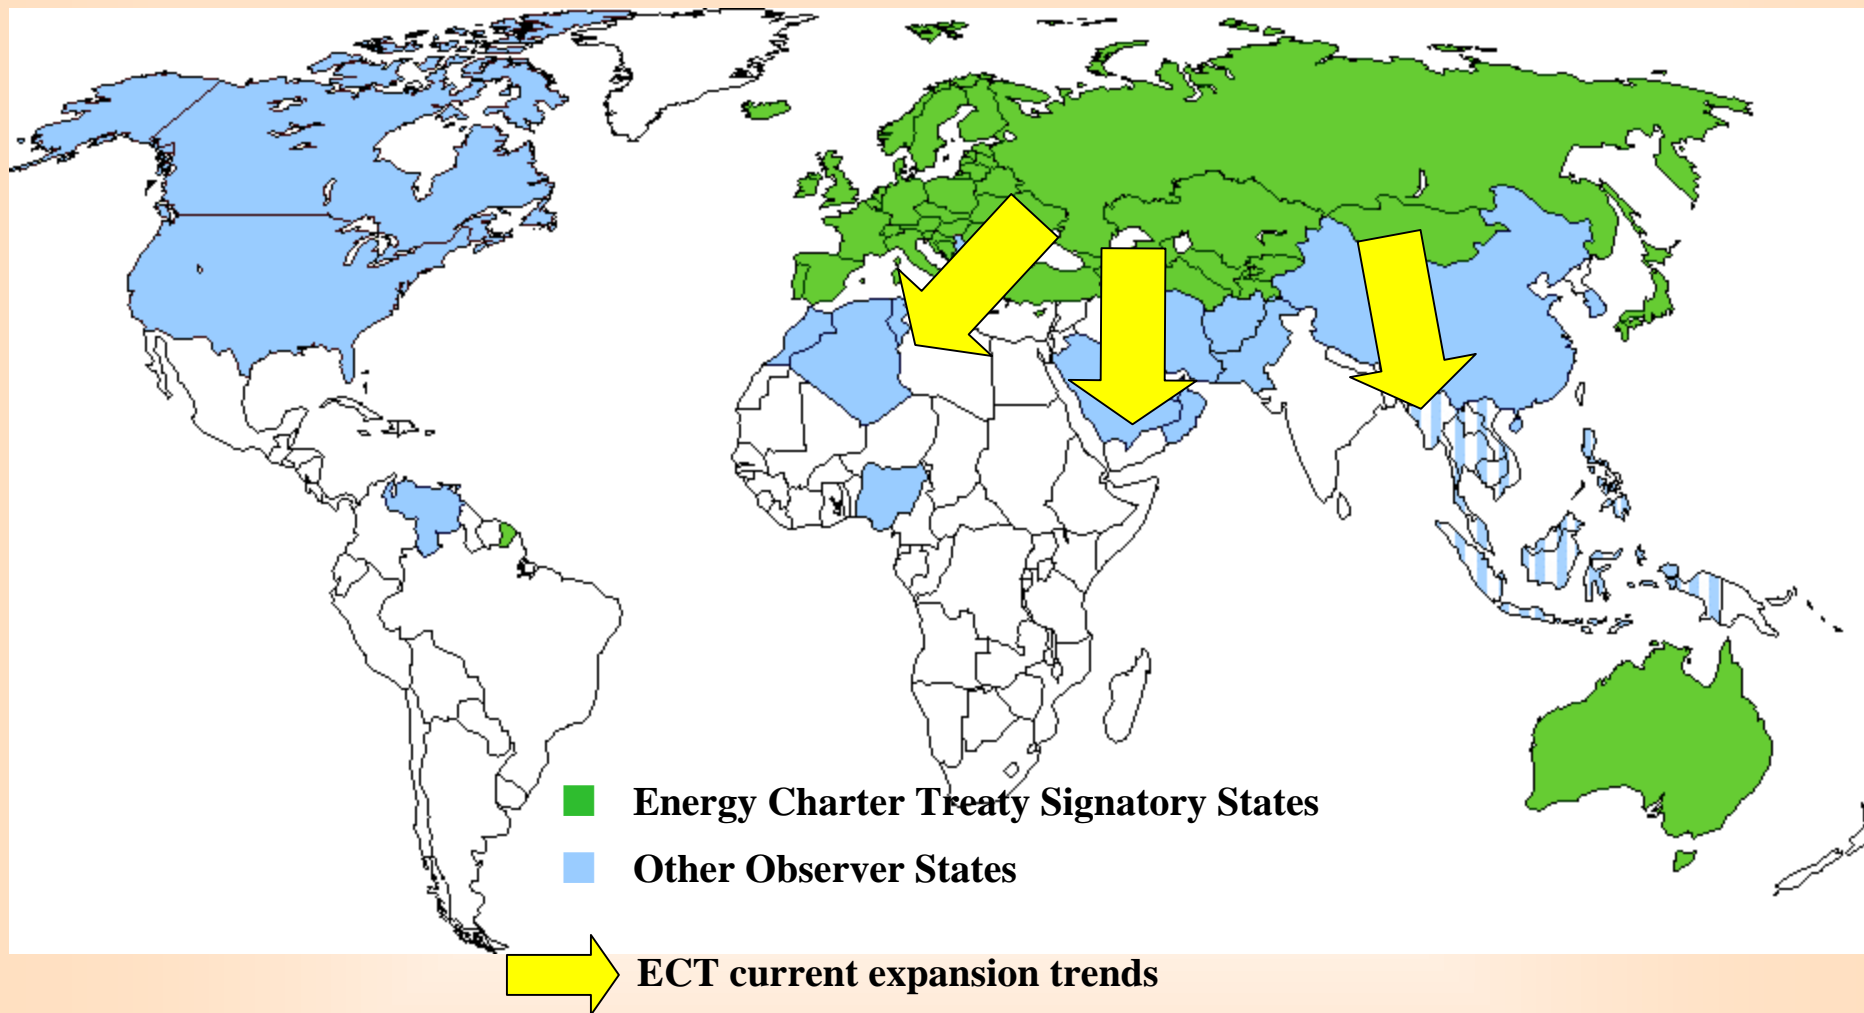 Energy Charter Treaty Signatory States
Other Observer States
ECT current expansion trends